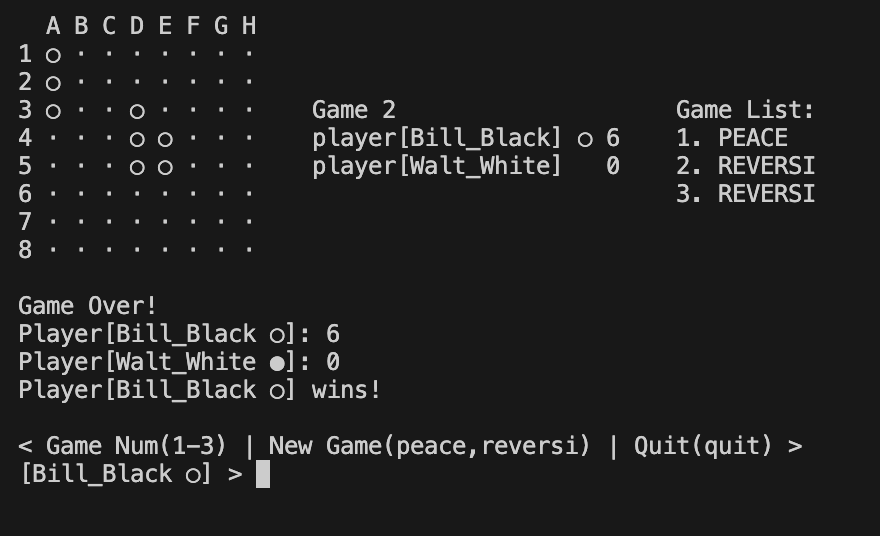 A B C D E F G H
1 ○ · · · · · · ·
2 ○ · · · · · · ·
3 ○ · · ○ · · · ·    Game 2                    Game List:
4 · · · ○ ○ · · ·    player[Bill_Black] ○ 6    1. PEACE
5 · · · ○ ○ · · ·    player[Walt_White]   0    2. REVERSI
6 · · · · · · · ·                              3. REVERSI
7 · · · · · · · ·
8 · · · · · · · ·
Game Over!
Player[Bill_Black ○]: 6
Player[Walt_White ●]: 0
Player[Bill_Black ○] wins!
< Game Num(1-3) | New Game(peace,reversi) | Quit(quit) >
[Bill_Black ○] >